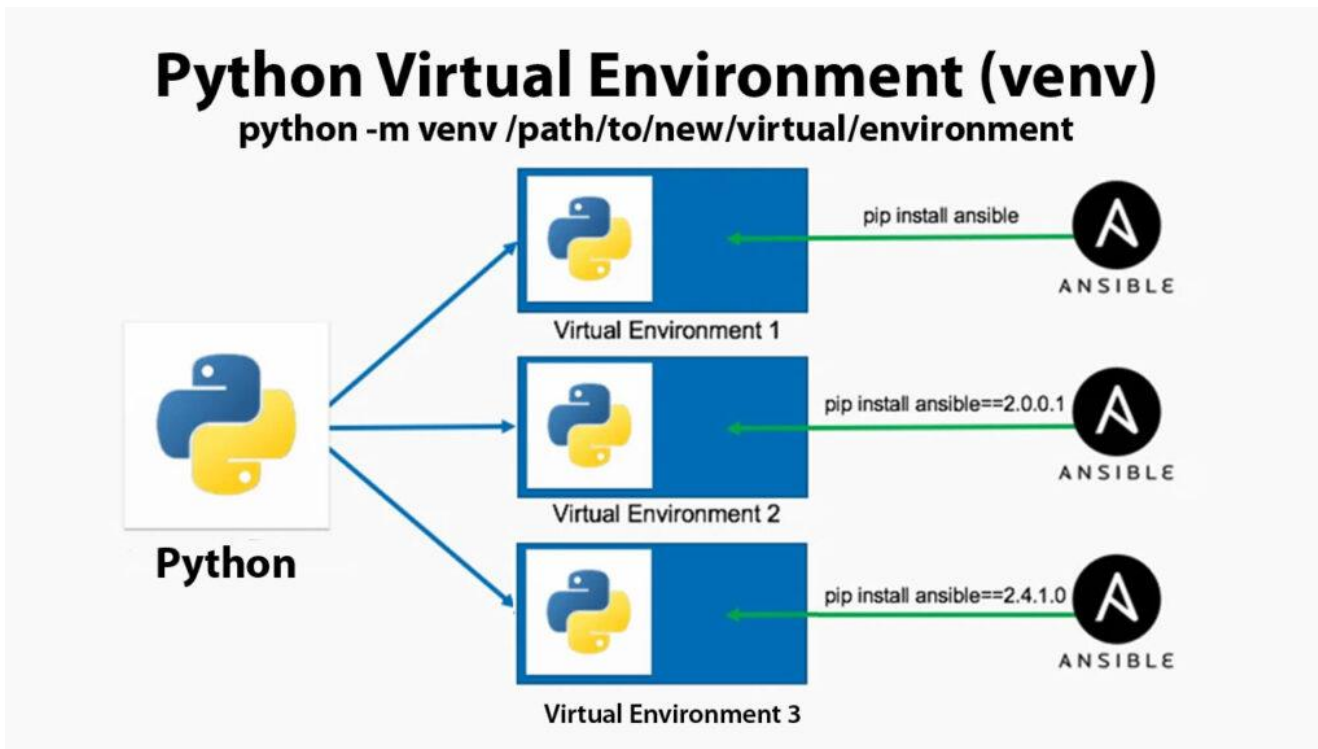 Python Virtual Environment (venv)
python -m venv /path/to/new/virtual/environment
pip install ansible
ANSIBLE
Virtual Environment 1
pip install ansible==2.0.0.1
ANSIBLE
Virtual Environment 2
Python
pip install ansible==2.4.1.0
ANSIBLE
Virtual Environment 3